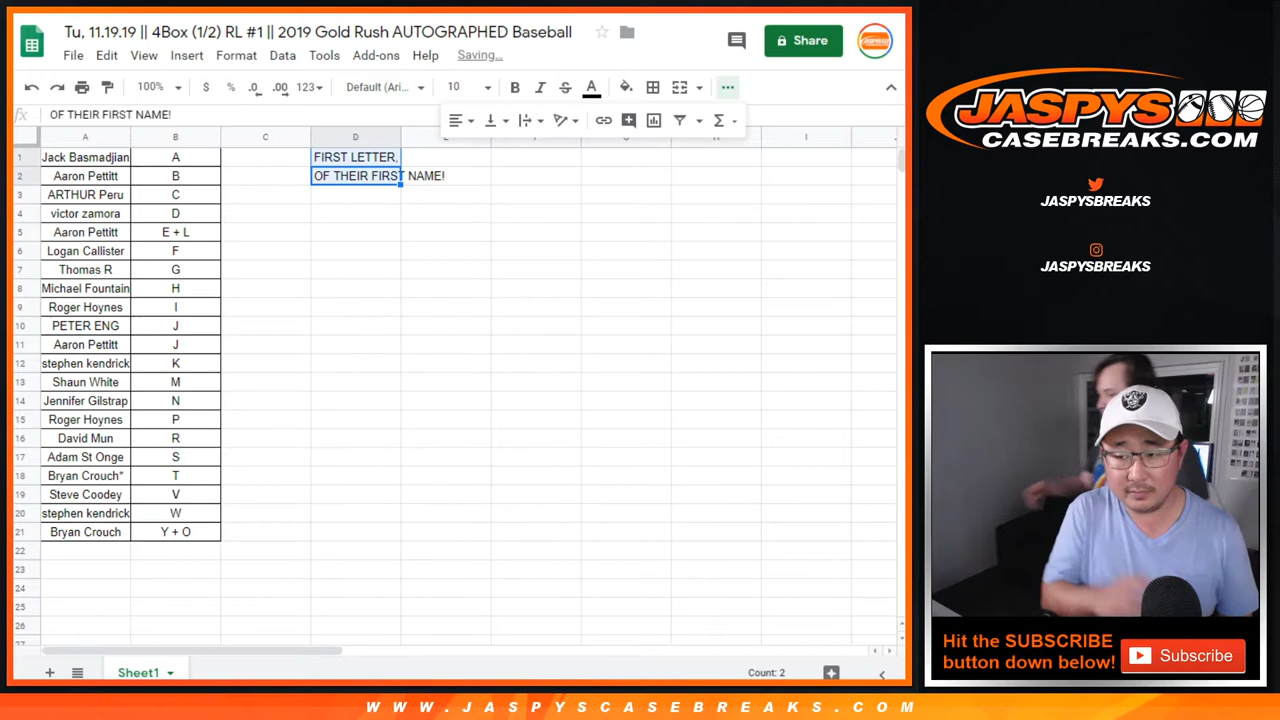 Tu, 11.19.19 || 4Box (1/2) RL #1 || 2019 Gold Rush AUTOGRAPHED Baseball
File Edit View Insert Format Data Tools Add-ons Help Saving...
Share
100% $ % .0 .00 123 Default (Ari... 10 B I S A
fx OF THEIR FIRST NAME!
A B C D I
1 Jack Basmadjian A FIRST LETTER,
2 Aaron Pettitt B OF THEIR FIRST NAME!
3 ARTHUR Peru C
4 victor zamora D
5 Aaron Pettitt E + L
6 Logan Callister F
7 Thomas R G
8 Michael Fountain H
9 Roger Hoynes I
10 PETER ENG J
11 Aaron Pettitt J
12 stephen kendrick K
13 Shaun White M
14 Jennifer Gilstrap N
15 Roger Hoynes P
16 David Mun R
17 Adam St Onge S
18 Bryan Crouch* T
19 Steve Coodey V
20 stephen kendrick W
21 Bryan Crouch Y + O
22
23
24
25
26
Sheet1
Count: 2
JASPYS
CASEBREAKS.COM
JASPYSBREAKS
JASPYSBREAKS
Hit the SUBSCRIBE
button down below!
Subscribe
WWW.JASPYSCASEBREAKS.COM